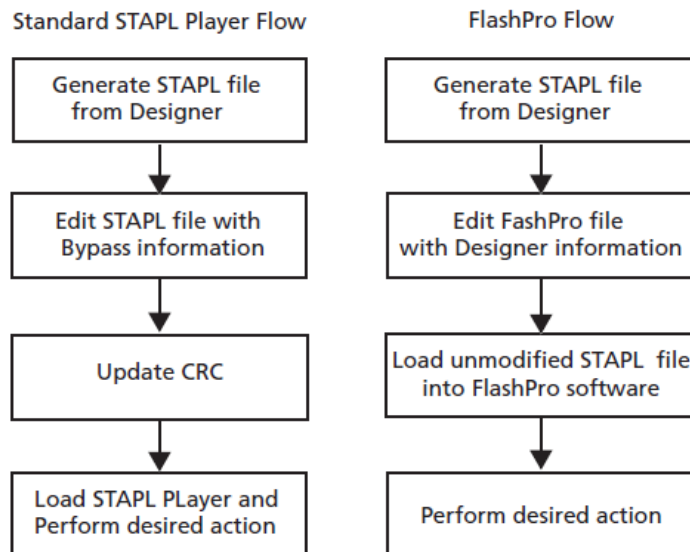 Standard STAPL Player Flow
Generate STAPL file
from Designer
Edit STAPL file with
Bypass information
Update CRC
Load STAPL PLayer and
Perform desired action
FlashPro Flow
Generate STAPL file
from Designer
Edit FashPro file
with Designer information
Load unmodified STAPL file
into FlashPro software
Perform desired action